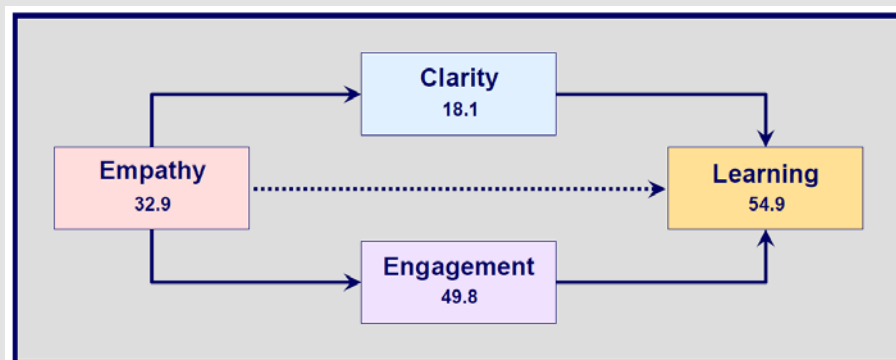 Clarity
18.1
Empathy
32.9
Learning
54.9
Engagement
49.8